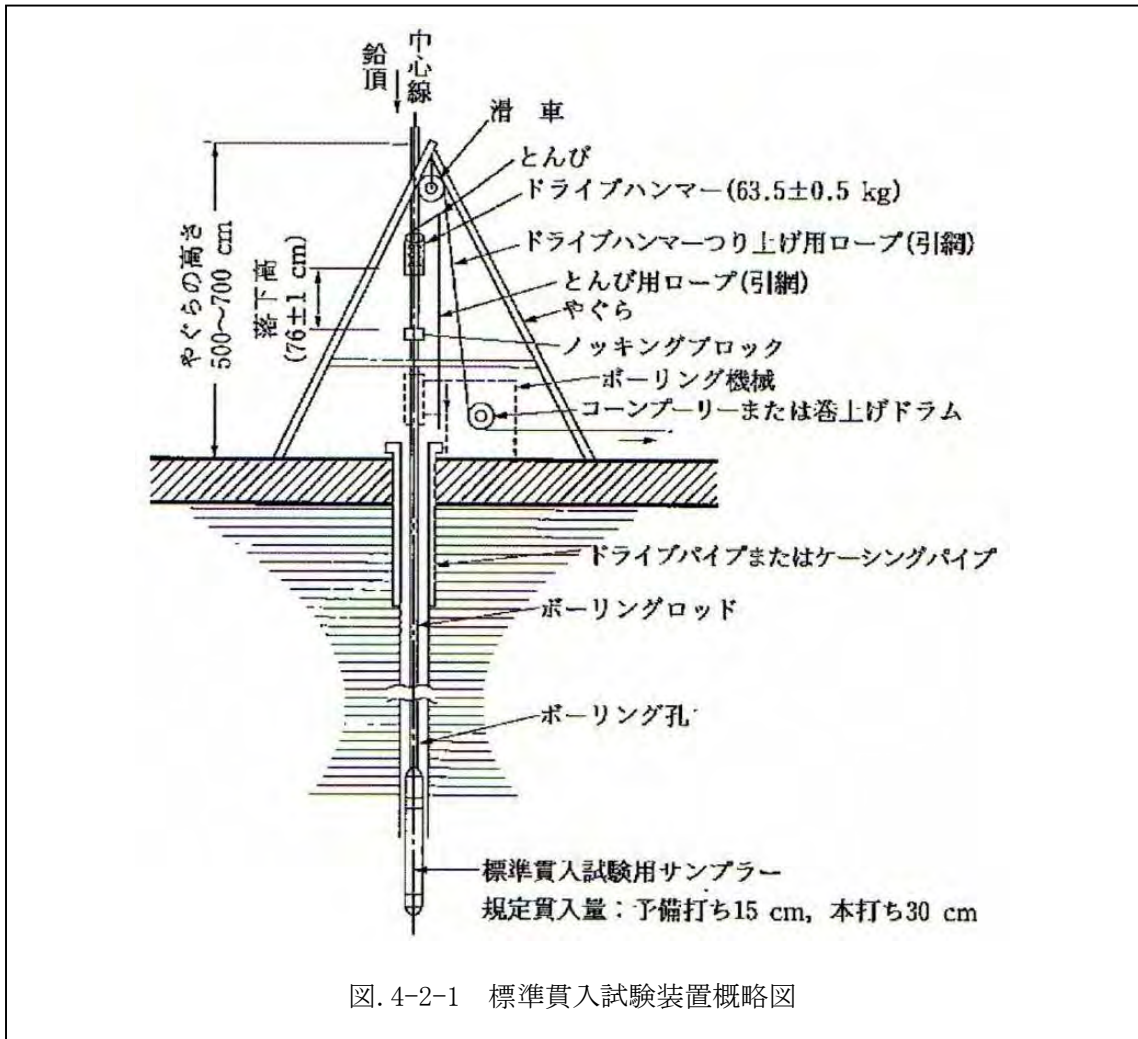 中心線
鉛頂
滑車
とんび
ドライブハンマー(63.5±0.5 kg)
ドライブハンマーつり上げ用ロープ(引綱)
とんび用ロープ(引綱)
やぐら
やぐらの高さ
500〜700 cm
落下高
(76±1 cm)
ノッキングブロック
ボーリング機械
コーンプーリーまたは巻上げドラム
ドライブパイプまたはケーシングパイプ
ボーリングロッド
ボーリング孔
標準貫入試験用サンプラー
規定貫入量：予備打ち15 cm, 本打ち30 cm
図.4-2-1 標準貫入試験装置概略図